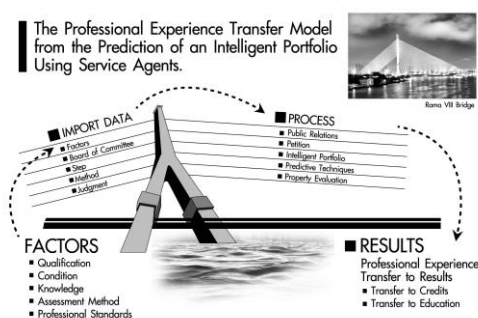 The Professional Experience Transfer Model
from the Prediction of an Intelligent Portfolio
Using Service Agents.
Rama VIII Bridge
■ IMPORT DATA
■ Factors
■ Board of Committee
■ Step
■ Method
■ Judgment
■ PROCESS
■ Public Relations
■ Petition
■ Intelligent Portfolio
■ Predictive Techniques
■ Property Evaluation
FACTORS
■ Qualification
■ Condition
■ Knowledge
■ Assessment Method
■ Professional Standards
■ RESULTS
Professional Experience
Transfer to Results
■ Transfer to Credits
■ Transfer to Education